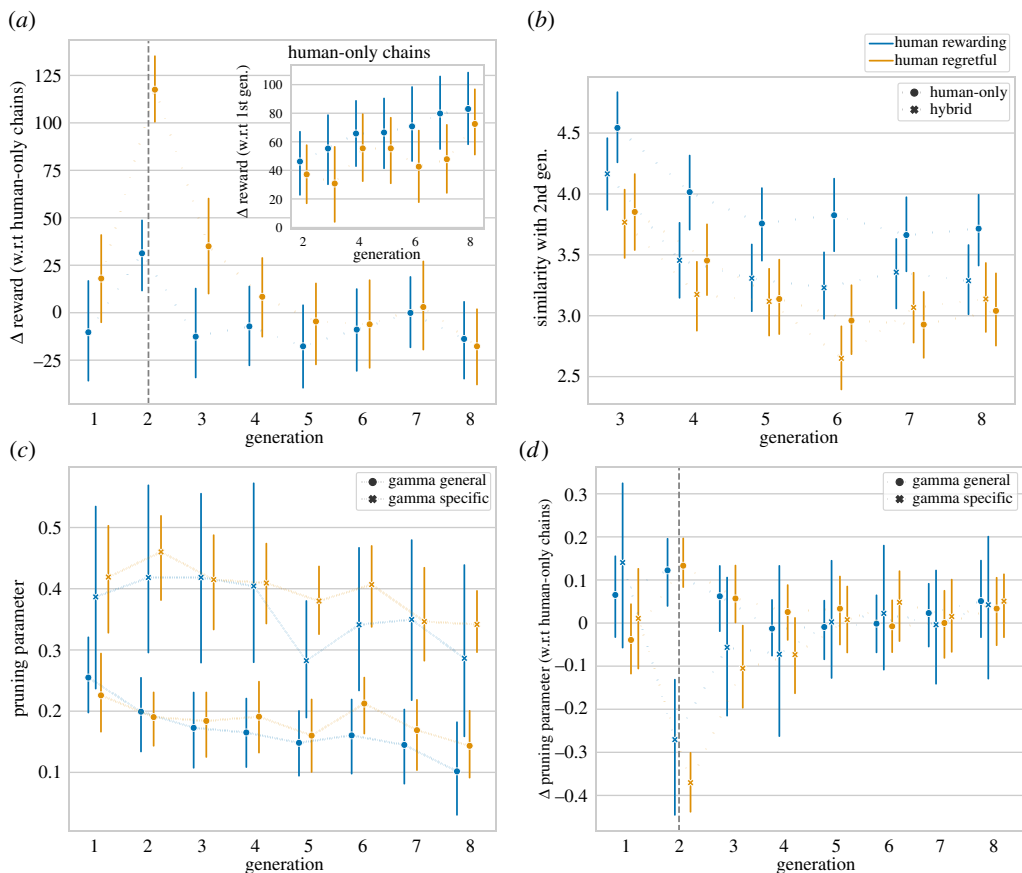 (a)
Δ reward (w.r.t human-only chains)
125
100
75
50
25
0
−25
1 2 3 4 5 6 7 8
generation
human-only chains
Δ reward (w.r.t 1st gen.)
100
80
60
40
20
0
2 4 6 8
generation
(b)
human rewarding
human regretful
human-only
hybrid
similarity with 2nd gen.
4.5
4.0
3.5
3.0
2.5
3 4 5 6 7 8
generation
(c)
gamma general
gamma specific
pruning parameter
0.5
0.4
0.3
0.2
0.1
1 2 3 4 5 6 7 8
generation
(d)
gamma general
gamma specific
Δ pruning parameter (w.r.t human-only chains)
0.3
0.2
0.1
0
−0.1
−0.2
−0.3
−0.4
1 2 3 4 5 6 7 8
generation